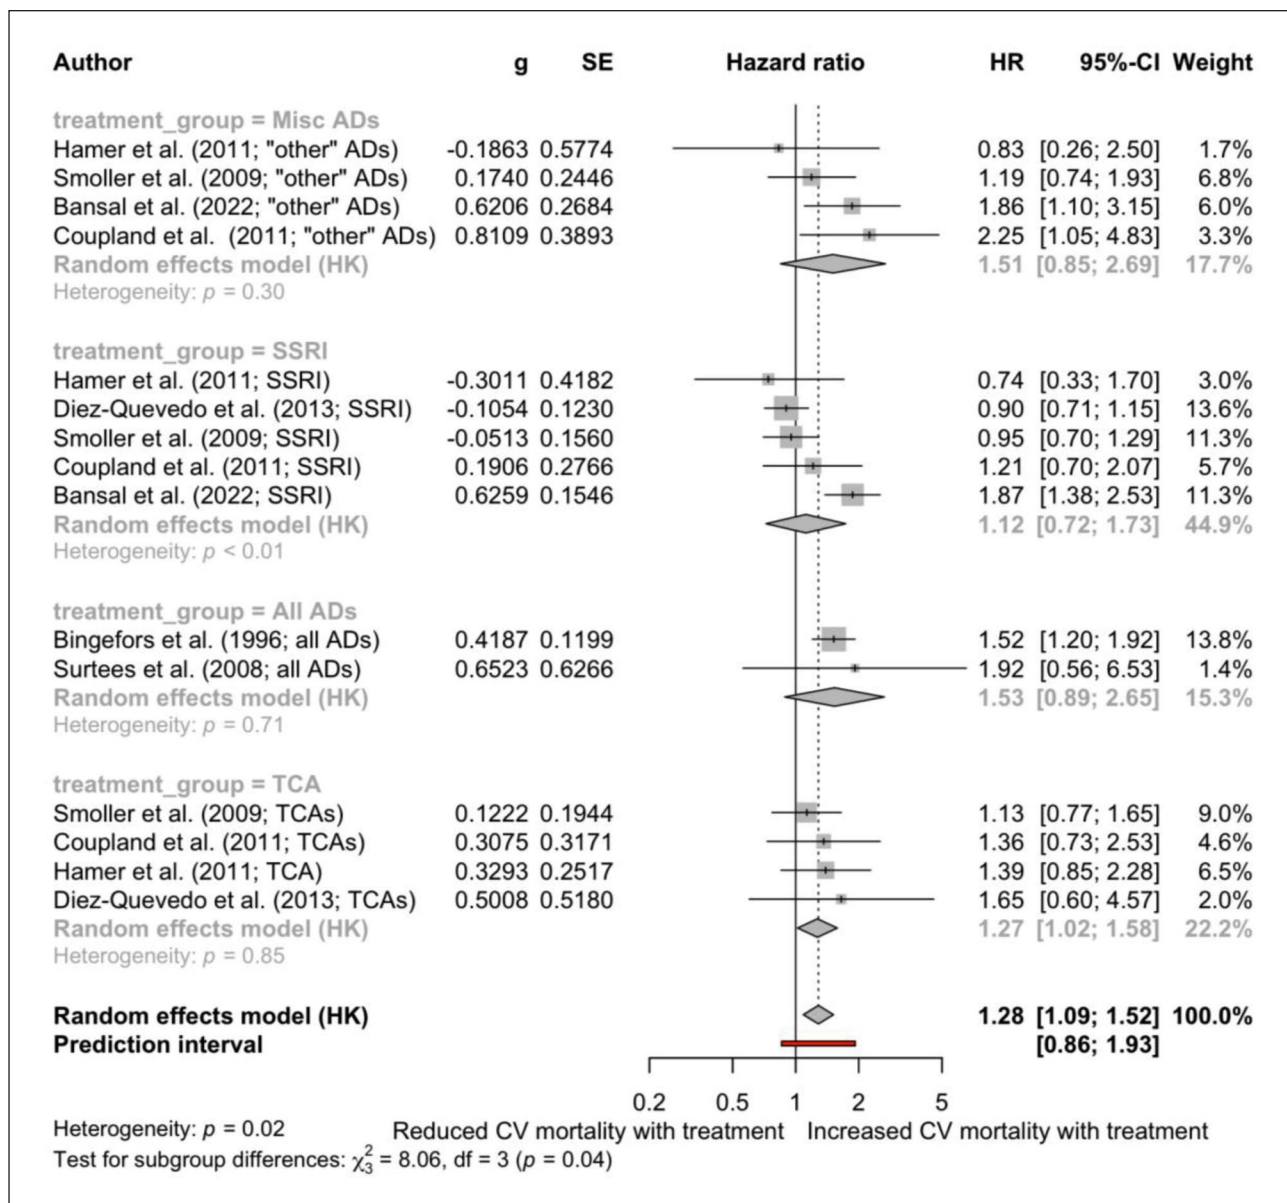 Author g SE Hazard ratio HR 95%-CI Weight
treatment_group = Misc ADs
Hamer et al. (2011; "other" ADs) -0.1863 0.5774 0.83 [0.26; 2.50] 1.7%
Smoller et al. (2009; "other" ADs) 0.1740 0.2446 1.19 [0.74; 1.93] 6.8%
Bansal et al. (2022; "other" ADs) 0.6206 0.2684 1.86 [1.10; 3.15] 6.0%
Coupland et al. (2011; "other" ADs) 0.8109 0.3893 2.25 [1.05; 4.83] 3.3%
Random effects model (HK) 1.51 [0.85; 2.69] 17.7%
Heterogeneity: p = 0.30
treatment_group = SSRI
Hamer et al. (2011; SSRI) -0.3011 0.4182 0.74 [0.33; 1.70] 3.0%
Diez-Quevedo et al. (2013; SSRI) -0.1054 0.1230 0.90 [0.71; 1.15] 13.6%
Smoller et al. (2009; SSRI) -0.0513 0.1560 0.95 [0.70; 1.29] 11.3%
Coupland et al. (2011; SSRI) 0.1906 0.2766 1.21 [0.70; 2.07] 5.7%
Bansal et al. (2022; SSRI) 0.6259 0.1546 1.87 [1.38; 2.53] 11.3%
Random effects model (HK) 1.12 [0.72; 1.73] 44.9%
Heterogeneity: p < 0.01
treatment_group = All ADs
Bingefors et al. (1996; all ADs) 0.4187 0.1199 1.52 [1.20; 1.92] 13.8%
Surtees et al. (2008; all ADs) 0.6523 0.6266 1.92 [0.56; 6.53] 1.4%
Random effects model (HK) 1.53 [0.89; 2.65] 15.3%
Heterogeneity: p = 0.71
treatment_group = TCA
Smoller et al. (2009; TCAs) 0.1222 0.1944 1.13 [0.77; 1.65] 9.0%
Coupland et al. (2011; TCAs) 0.3075 0.3171 1.36 [0.73; 2.53] 4.6%
Hamer et al. (2011; TCA) 0.3293 0.2517 1.39 [0.85; 2.28] 6.5%
Diez-Quevedo et al. (2013; TCAs) 0.5008 0.5180 1.65 [0.60; 4.57] 2.0%
Random effects model (HK) 1.27 [1.02; 1.58] 22.2%
Heterogeneity: p = 0.85
Random effects model (HK) 1.28 [1.09; 1.52] 100.0%
Prediction interval [0.86; 1.93]
0.2 0.5 1 2 5
Heterogeneity: p = 0.02 Reduced CV mortality with treatment Increased CV mortality with treatment
Test for subgroup differences: χ²₃ = 8.06, df = 3 (p = 0.04)